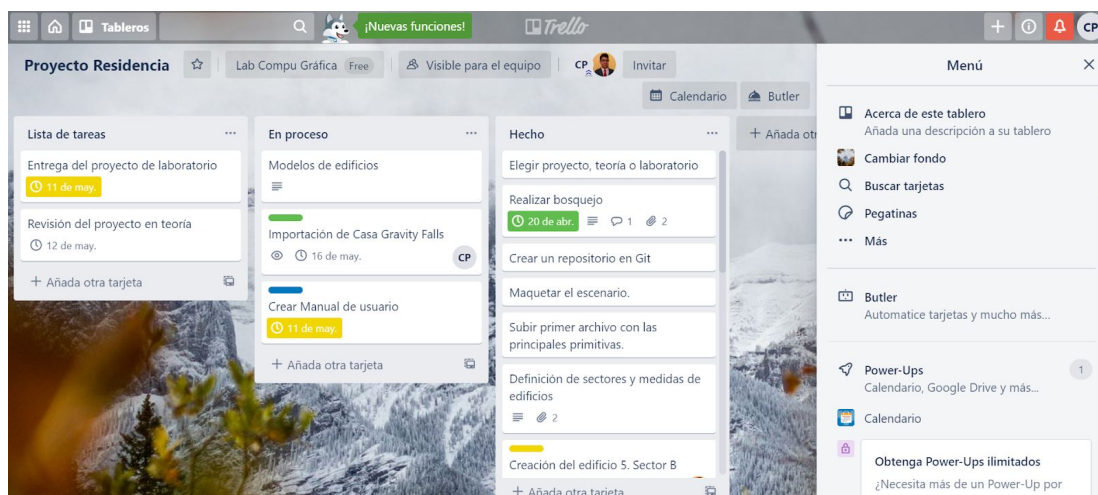 Tableros
¡Nuevas funciones!
Trello
CP
Proyecto Residencia
Lab Compu Gráfica Free
Visible para el equipo
CP
Invitar
Calendario
Butler
Lista de tareas
Entrega del proyecto de laboratorio
11 de may.
Revisión del proyecto en teoría
12 de may.
+ Añada otra tarjeta
En proceso
Modelos de edificios
Importación de Casa Gravity Falls
16 de may.
CP
Crear Manual de usuario
11 de may.
+ Añada otra tarjeta
Hecho
Elegir proyecto, teoría o laboratorio
Realizar bosquejo
20 de abr. 1 2
Crear un repositorio en Git
Maquetar el escenario.
Subir primer archivo con las
principales primitivas.
Definición de sectores y medidas de
edificios
2
Creación del edificio 5. Sector B
+ Añada otra tarjeta
+ Añada
Menú
Acerca de este tablero
Añada una descripción a su tablero
Cambiar fondo
Buscar tarjetas
Pegatinas
Más
Butler
Automatice tarjetas y mucho más...
Power-Ups 1
Calendario, Google Drive y más...
Calendario
Obtenga Power-Ups ilimitados
¿Necesita más de un Power-Up por